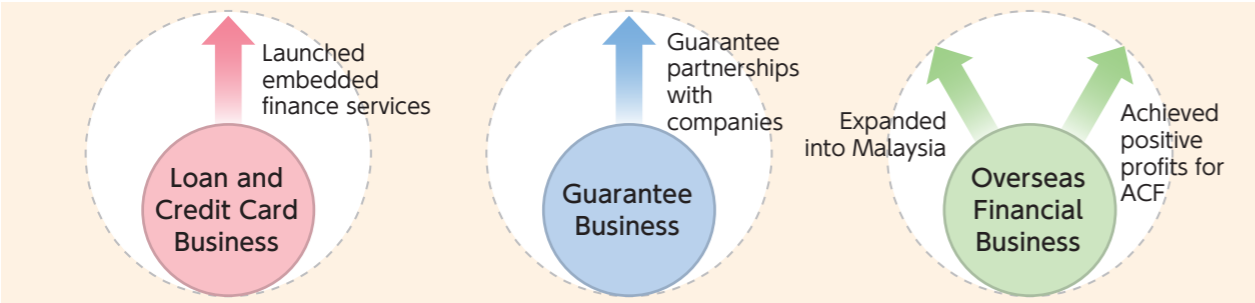 Launched
embedded
finance services
Loan and
Credit Card
Business
Guarantee
partnerships
with
companies
Guarantee
Business
Expanded
into Malaysia
Achieved
positive
profits for
ACF
Overseas
Financial
Business